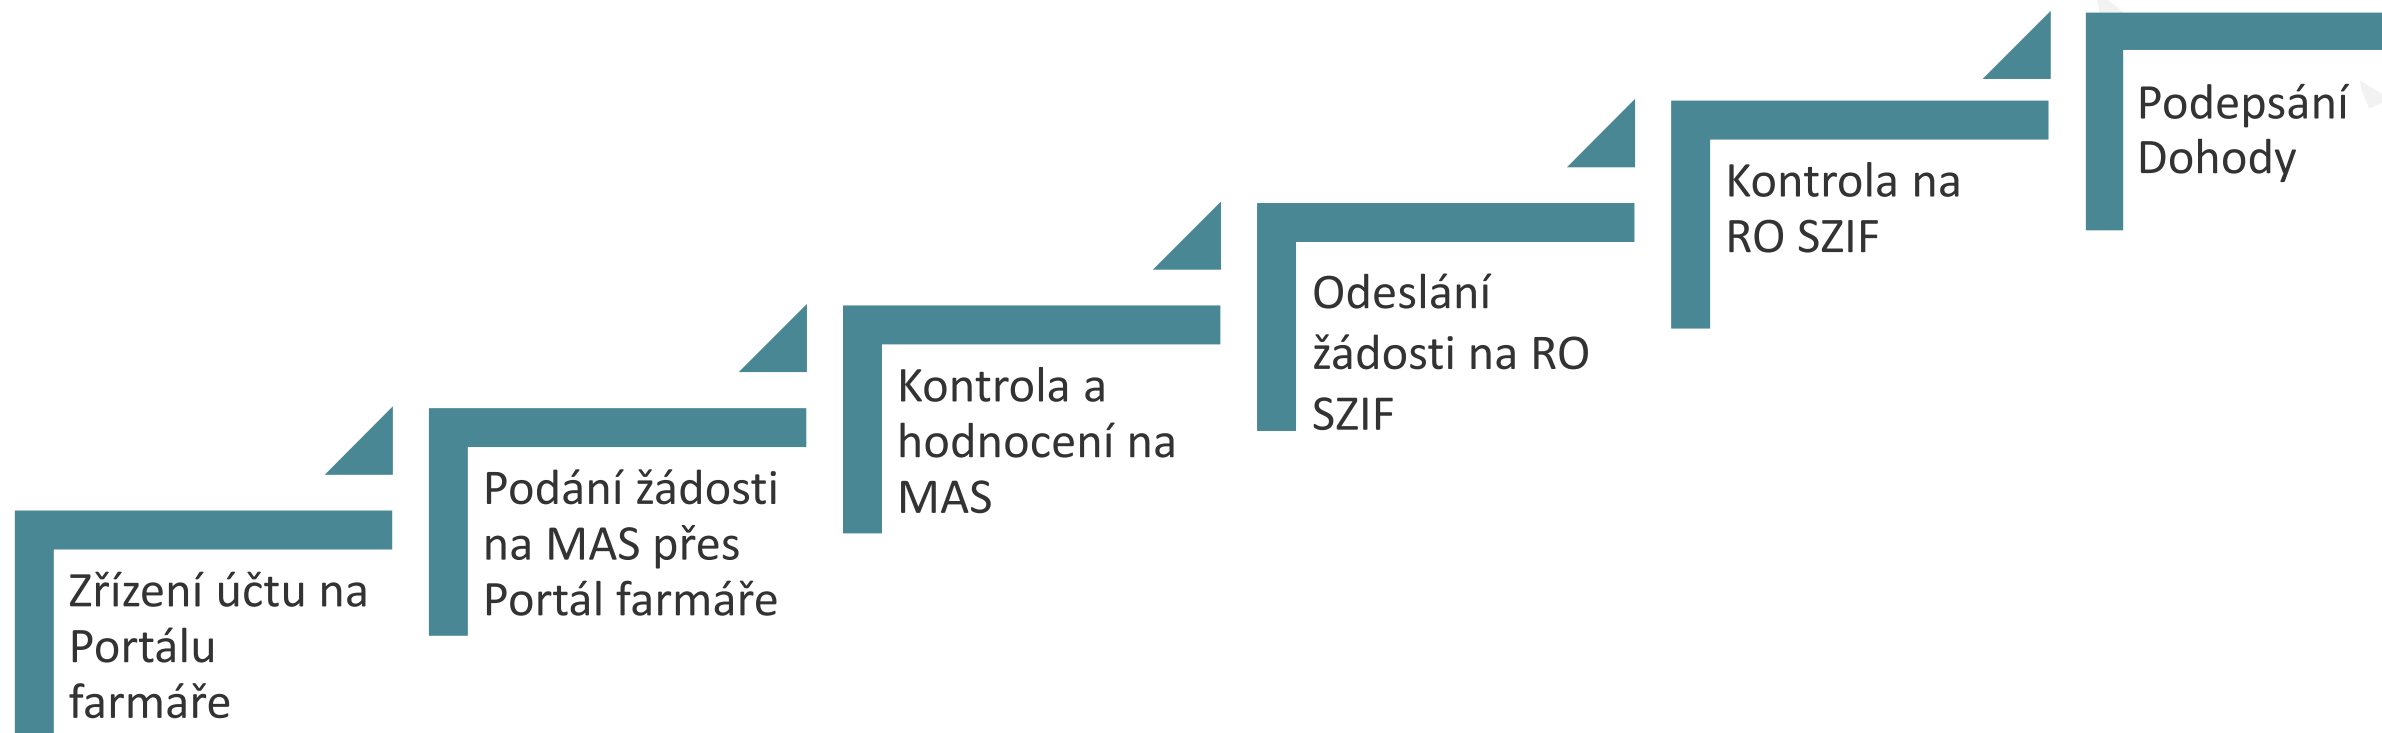 Zřízení účtu na
Portálu
farmáře
Podání žádosti
na MAS přes
Portál farmáře
Kontrola a
hodnocení na
MAS
Odeslání
žádosti na RO
SZIF
Kontrola na
RO SZIF
Podepsání
Dohody